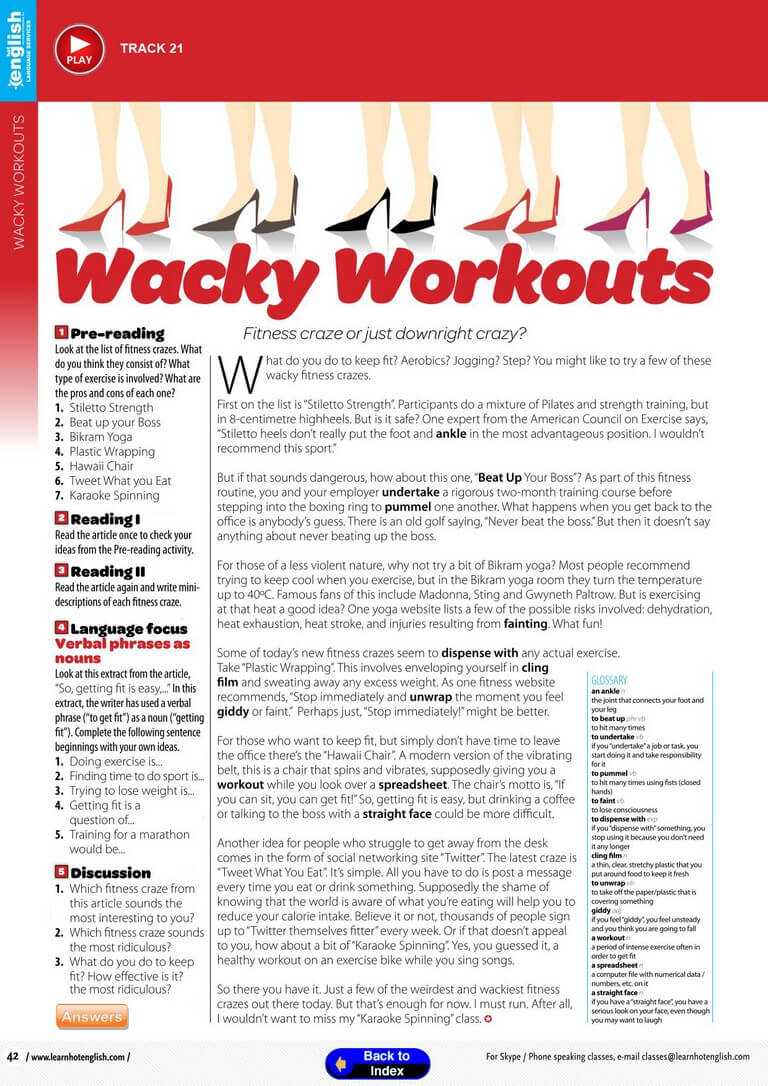 hot
english
LANGUAGE SERVICES
PLAY
TRACK 21
WACKY WORKOUTS
Wacky Workouts
1 Pre-reading
Look at the list of fitness crazes. What
do you think they consist of? What
type of exercise is involved? What are
the pros and cons of each one?
1. Stiletto Strength
2. Beat up your Boss
3. Bikram Yoga
4. Plastic Wrapping
5. Hawaii Chair
6. Tweet What you Eat
7. Karaoke Spinning
2 Reading I
Read the article once to check your
ideas from the Pre-reading activity.
3 Reading II
Read the article again and write mini-
descriptions of each fitness craze.
4 Language focus
Verbal phrases as
nouns
Look at this extract from the article,
"So, getting fit is easy,..." In this
extract, the writer has used a verbal
phrase ("to get fit") as a noun ("getting
fit"). Complete the following sentence
beginnings with your own ideas.
1. Doing exercise is...
2. Finding time to do sport is...
3. Trying to lose weight is...
4. Getting fit is a
question of...
5. Training for a marathon
would be...
5 Discussion
1. Which fitness craze from
this article sounds the
most interesting to you?
2. Which fitness craze sounds
the most ridiculous?
3. What do you do to keep
fit? How effective is it?
the most ridiculous?
Answers
Fitness craze or just downright crazy?
What do you do to keep fit? Aerobics? Jogging? Step? You might like to try a few of these
wacky fitness crazes.
First on the list is "Stiletto Strength". Participants do a mixture of Pilates and strength training, but
in 8-centimetre highheels. But is it safe? One expert from the American Council on Exercise says,
"Stiletto heels don't really put the foot and ankle in the most advantageous position. I wouldn't
recommend this sport."
But if that sounds dangerous, how about this one, "Beat Up Your Boss"? As part of this fitness
routine, you and your employer undertake a rigorous two-month training course before
stepping into the boxing ring to pummel one another. What happens when you get back to the
office is anybody's guess. There is an old golf saying, "Never beat the boss." But then it doesn't say
anything about never beating up the boss.
For those of a less violent nature, why not try a bit of Bikram yoga? Most people recommend
trying to keep cool when you exercise, but in the Bikram yoga room they turn the temperature
up to 40ºC. Famous fans of this include Madonna, Sting and Gwyneth Paltrow. But is exercising
at that heat a good idea? One yoga website lists a few of the possible risks involved: dehydration,
heat exhaustion, heat stroke, and injuries resulting from fainting. What fun!
Some of today's new fitness crazes seem to dispense with any actual exercise.
Take "Plastic Wrapping". This involves enveloping yourself in cling
film and sweating away any excess weight. As one fitness website
recommends, "Stop immediately and unwrap the moment you feel
giddy or faint." Perhaps just, "Stop immediately!" might be better.
For those who want to keep fit, but simply don't have time to leave
the office there's the "Hawaii Chair". A modern version of the vibrating
belt, this is a chair that spins and vibrates, supposedly giving you a
workout while you look over a spreadsheet. The chair's motto is, "If
you can sit, you can get fit!" So, getting fit is easy, but drinking a coffee
or talking to the boss with a straight face could be more difficult.
Another idea for people who struggle to get away from the desk
comes in the form of social networking site "Twitter". The latest craze is
"Tweet What You Eat". It's simple. All you have to do is post a message
every time you eat or drink something. Supposedly the shame of
knowing that the world is aware of what you're eating will help you to
reduce your calorie intake. Believe it or not, thousands of people sign
up to "Twitter themselves fitter" every week. Or if that doesn't appeal
to you, how about a bit of "Karaoke Spinning". Yes, you guessed it, a
healthy workout on an exercise bike while you sing songs.
So there you have it. Just a few of the weirdest and wackiest fitness
crazes out there today. But that's enough for now. I must run. After all,
I wouldn't want to miss my "Karaoke Spinning" class.
GLOSSARY
an ankle n
the joint that connects your foot and
your leg
to beat up phr vb
to hit many times
to undertake vb
if you "undertake" a job or task, you
start doing it and take responsibility
for it
to pummel vb
to hit many times using fists (closed
hands)
to faint vb
to lose consciousness
to dispense with exp
if you "dispense with" something, you
stop using it because you don't need
it any longer
cling film n
a thin, clear, stretchy plastic that you
put around food to keep it fresh
to unwrap vb
to take off the paper/plastic that is
covering something
giddy adj
if you feel "giddy", you feel unsteady
and you think you are going to fall
a workout n
a period of intense exercise often in
order to get fit
a spreadsheet n
a computer file with numerical data /
numbers, etc. on it
a straight face n
if you have a "straight face", you have a
serious look on your face, even though
you may want to laugh
42 / www.learnhotenglish.com /
Back to
Index
For Skype / Phone speaking classes, e-mail classes@learnhotenglish.com